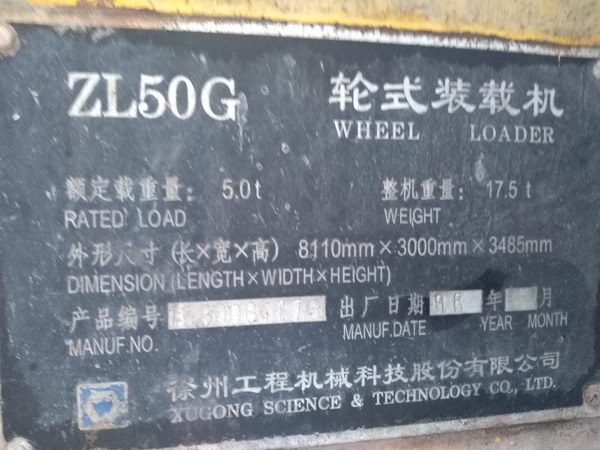 ZL50G 轮式装载机
WHEEL LOADER
额定载重量: 5.0t 整机重量: 17.5 t
RATED LOAD WEIGHT
外形尺寸 (长×宽×高) 8110mm×3000mm×3485mm
DIMENSION (LENGTH×WIDTH×HEIGHT)
产品编号 出厂日期 年 月
MANUF.NO. MANUF.DATE YEAR MONTH
徐州工程机械科技股份有限公司
XUGONG SCIENCE & TECHNOLOGY CO., LTD.